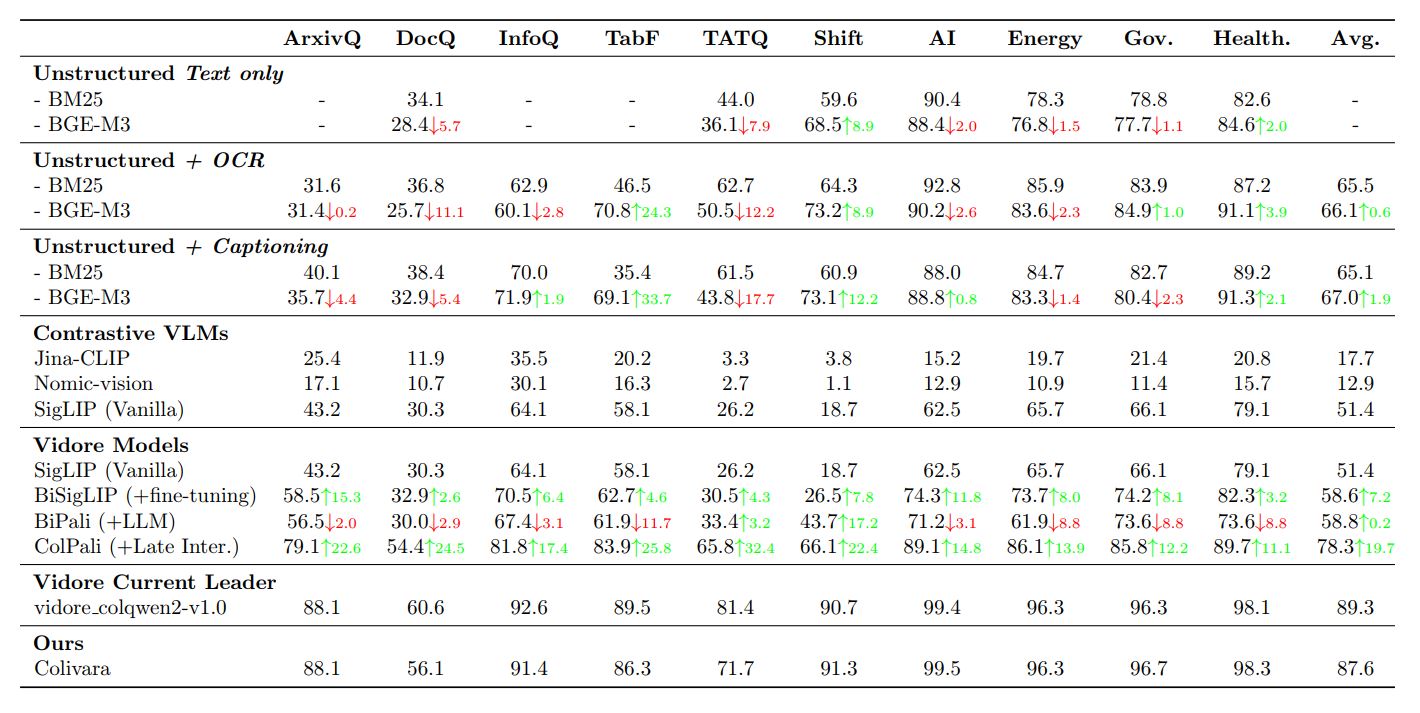 ArxivQ DocQ InfoQ TabF TATQ Shift AI Energy Gov. Health. Avg.
Unstructured Text only
- BM25 - 34.1 - - 44.0 59.6 90.4 78.3 78.8 82.6 -
- BGE-M3 - 28.4↓5.7 - - 36.1↓7.9 68.5↑8.9 88.4↓2.0 76.8↓1.5 77.7↓1.1 84.6↑2.0 -
Unstructured + OCR
- BM25 31.6 36.8 62.9 46.5 62.7 64.3 92.8 85.9 83.9 87.2 65.5
- BGE-M3 31.4↓0.2 25.7↓11.1 60.1↓2.8 70.8↑24.3 50.5↓12.2 73.2↑8.9 90.2↓2.6 83.6↓2.3 84.9↑1.0 91.1↑3.9 66.1↑0.6
Unstructured + Captioning
- BM25 40.1 38.4 70.0 35.4 61.5 60.9 88.0 84.7 82.7 89.2 65.1
- BGE-M3 35.7↓4.4 32.9↓5.4 71.9↑1.9 69.1↑33.7 43.8↓17.7 73.1↑12.2 88.8↑0.8 83.3↓1.4 80.4↓2.3 91.3↑2.1 67.0↑1.9
Contrastive VLMs
Jina-CLIP 25.4 11.9 35.5 20.2 3.3 3.8 15.2 19.7 21.4 20.8 17.7
Nomic-vision 17.1 10.7 30.1 16.3 2.7 1.1 12.9 10.9 11.4 15.7 12.9
SigLIP (Vanilla) 43.2 30.3 64.1 58.1 26.2 18.7 62.5 65.7 66.1 79.1 51.4
Vidore Models
SigLIP (Vanilla) 43.2 30.3 64.1 58.1 26.2 18.7 62.5 65.7 66.1 79.1 51.4
BiSigLIP (+fine-tuning) 58.5↑15.3 32.9↑2.6 70.5↑6.4 62.7↑4.6 30.5↑4.3 26.5↑7.8 74.3↑11.8 73.7↑8.0 74.2↑8.1 82.3↑3.2 58.6↑7.2
BiPali (+LLM) 56.5↓2.0 30.0↓2.9 67.4↓3.1 61.9↓11.7 33.4↑3.2 43.7↑17.2 71.2↓3.1 61.9↓8.8 73.6↓8.8 73.6↓8.8 58.8↑0.2
ColPali (+Late Inter.) 79.1↑22.6 54.4↑24.5 81.8↑17.4 83.9↑25.8 65.8↑32.4 66.1↑22.4 89.1↑14.8 86.1↑13.9 85.8↑12.2 89.7↑11.1 78.3↑19.7
Vidore Current Leader
vidore_colqwen2-v1.0 88.1 60.6 92.6 89.5 81.4 90.7 99.4 96.3 96.3 98.1 89.3
Ours
Colivara 88.1 56.1 91.4 86.3 71.7 91.3 99.5 96.3 96.7 98.3 87.6